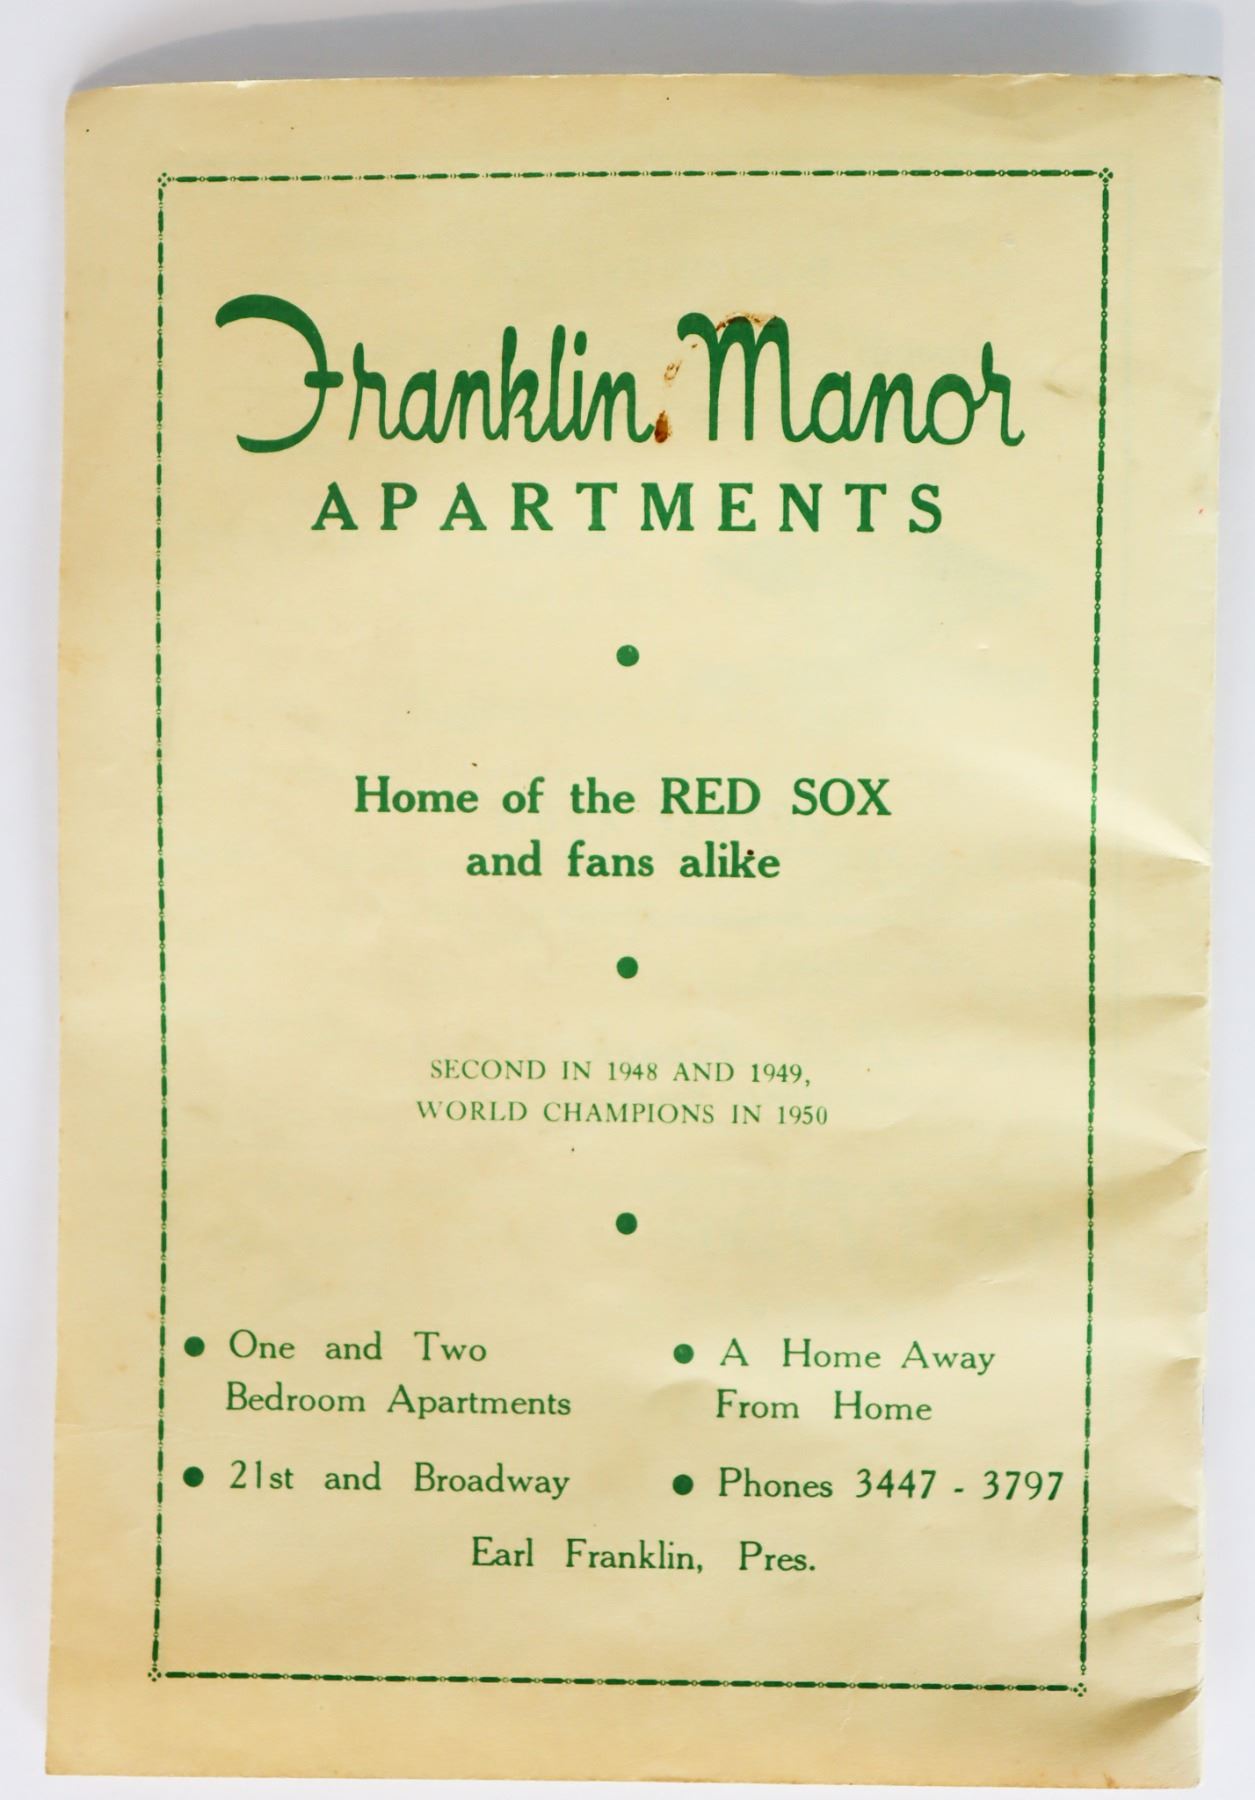 Franklin Manor
APARTMENTS
Home of the RED SOX
and fans alike
SECOND IN 1948 AND 1949,
WORLD CHAMPIONS IN 1950
One and Two
Bedroom Apartments
A Home Away
From Home
21st and Broadway
Phones 3447 - 3797
Earl Franklin, Pres.